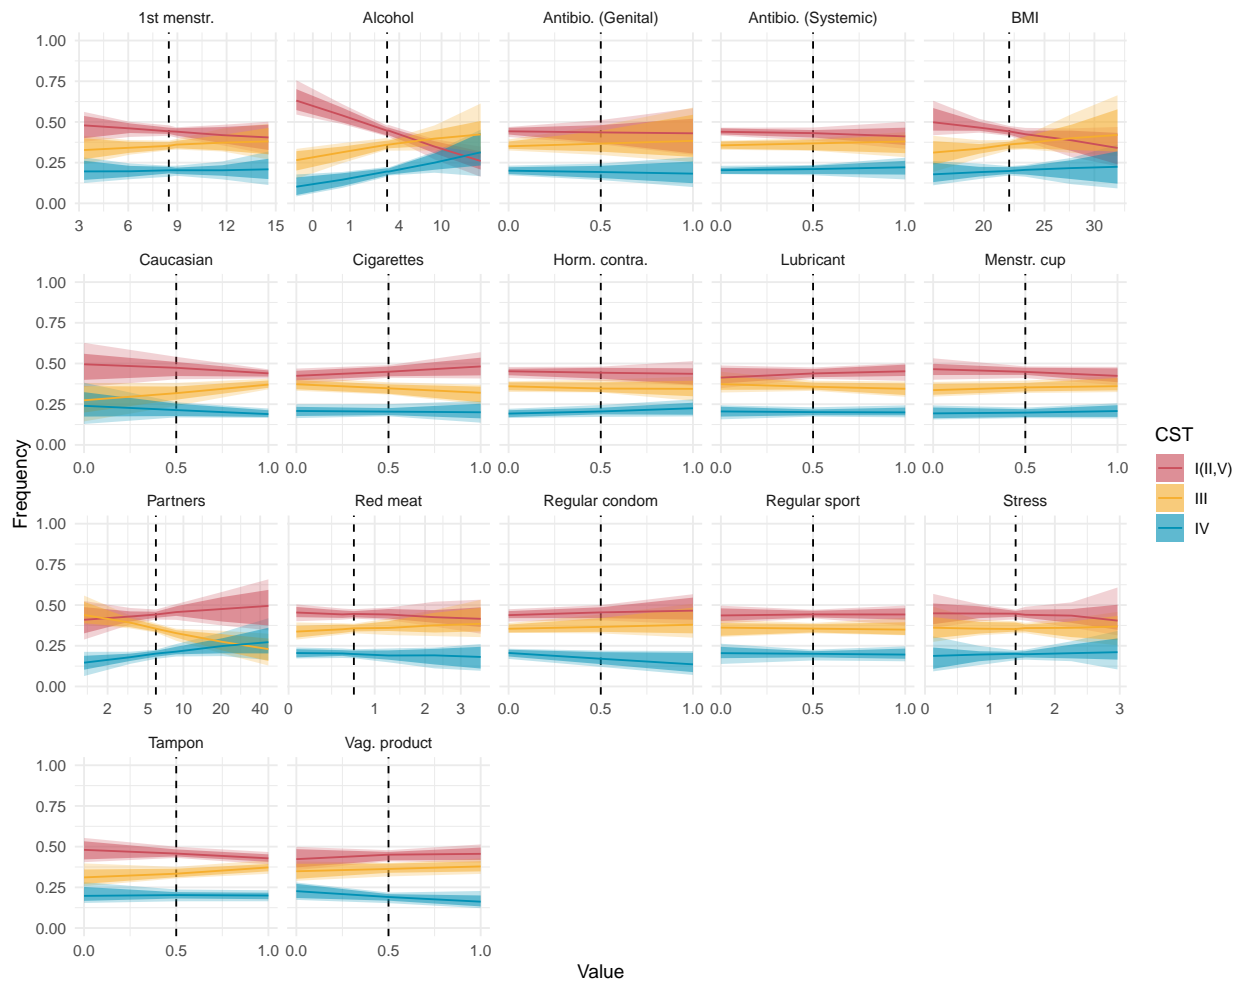 1st menstr. Alcohol Antibio. (Genital) Antibio. (Systemic) BMI
1.00
0.75
0.50
0.25
0.00
3 6 9 12 15 0 1 4 10 0.0 0.5 1.0 0.0 0.5 1.0 20 25 30
Caucasian Cigarettes Horm. contra. Lubricant Menstr. cup
1.00
0.75
0.50
0.25
0.00
0.0 0.5 1.0 0.0 0.5 1.0 0.0 0.5 1.0 0.0 0.5 1.0 0.0 0.5 1.0
Frequency
CST
I(II,V)
III
IV
Partners Red meat Regular condom Regular sport Stress
1.00
0.75
0.50
0.25
0.00
2 5 10 20 40 0 1 2 3 0.0 0.5 1.0 0.0 0.5 1.0 0 1 2 3
Tampon Vag. product
1.00
0.75
0.50
0.25
0.00
0.0 0.5 1.0 0.0 0.5 1.0
Value